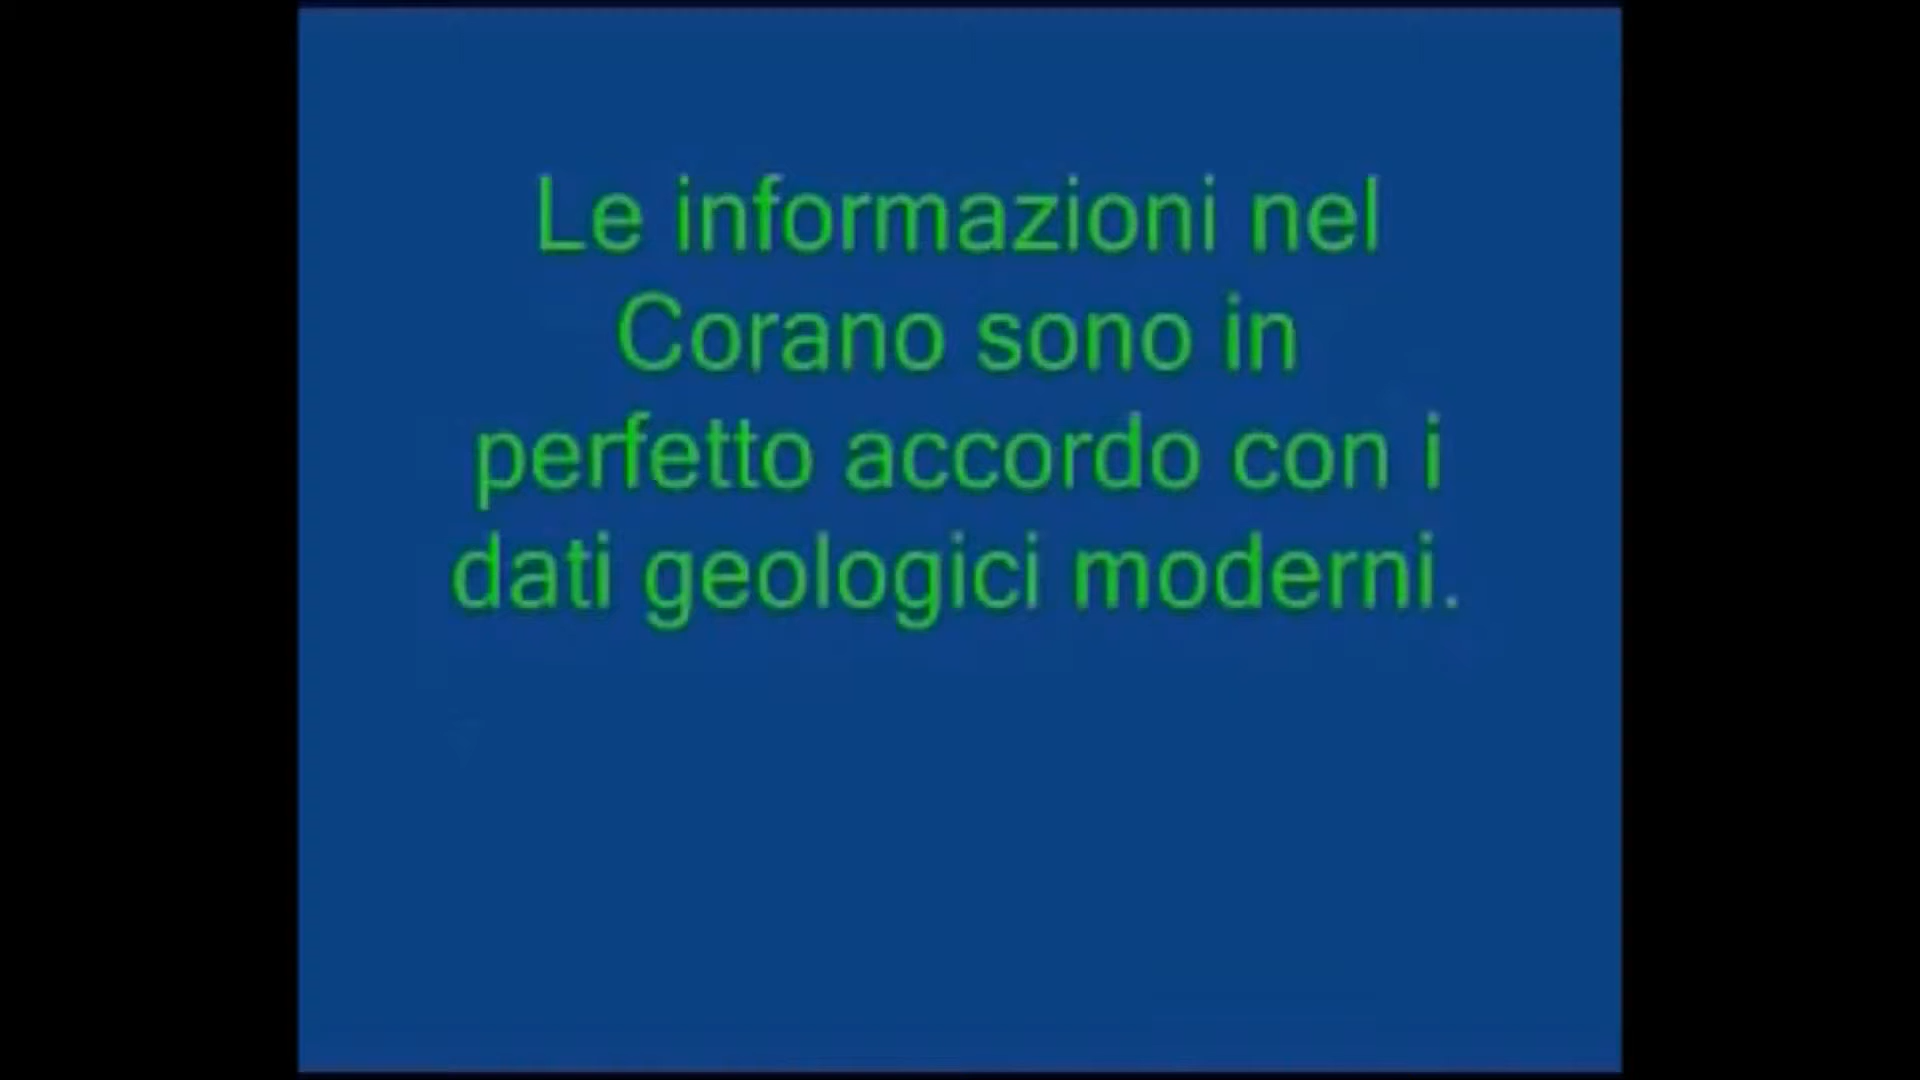 Le informazioni nel
Corano sono in
perfetto accordo con i
dati geologici moderni.